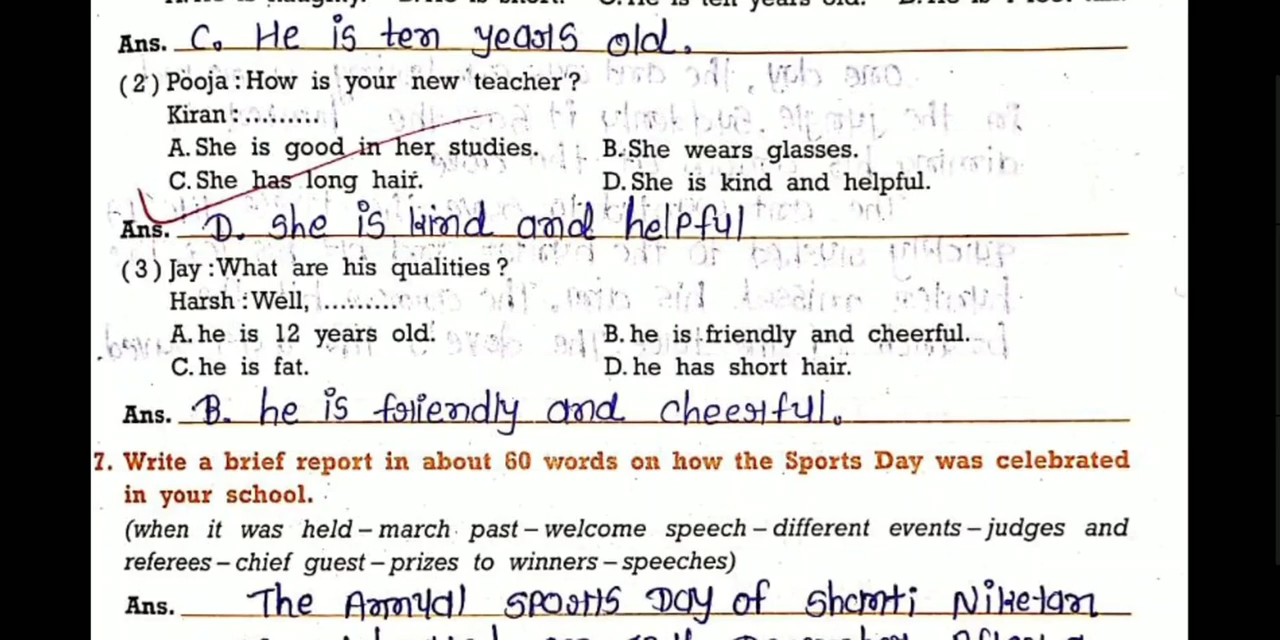 Ans. C. He is ten years old.
(2) Pooja : How is your new teacher?
Kiran : .........
A. She is good in her studies. B. She wears glasses.
C. She has long hair. D. She is kind and helpful.
Ans. D. She is kind and helpful
(3) Jay : What are his qualities?
Harsh : Well, ..........
A. he is 12 years old. B. he is friendly and cheerful.
C. he is fat. D. he has short hair.
Ans. B. he is friendly and cheerful.
7. Write a brief report in about 60 words on how the Sports Day was celebrated
in your school.
(when it was held – march past – welcome speech – different events – judges and
referees – chief guest – prizes to winners – speeches)
Ans. The Annual Sports Day of Shanti Niketan